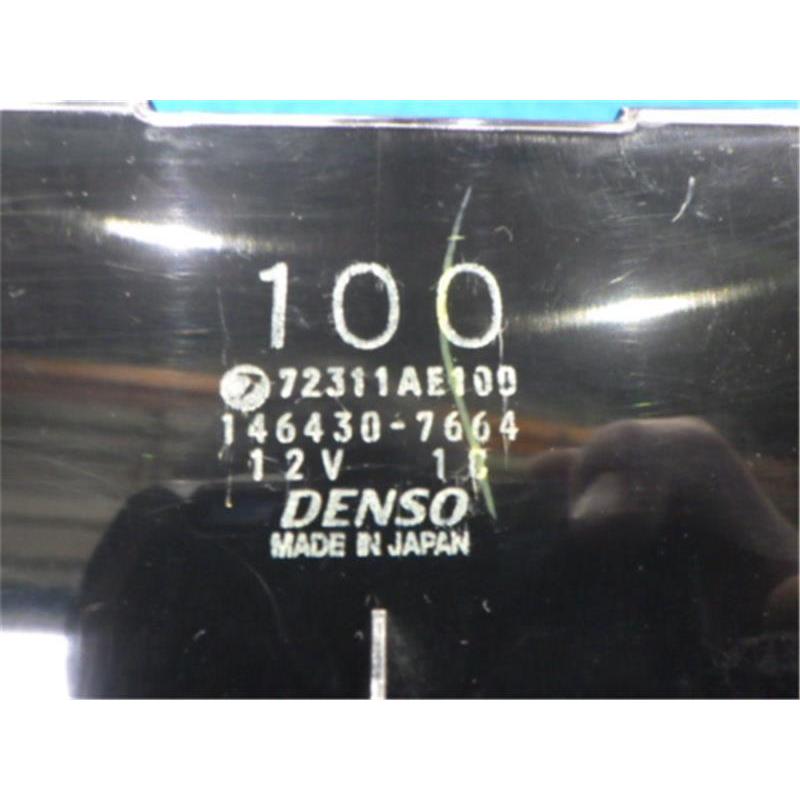 100
72311AE100
146430-7664
12V
DENSO
MADE IN JAPAN